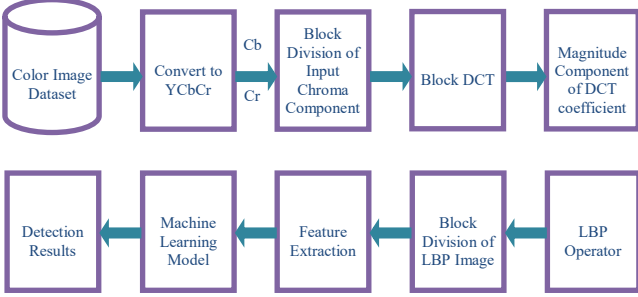 Color Image
Dataset
Convert to
YCbCr
Cb
Cr
Block
Division of
Input
Chroma
Component
Block DCT
Magnitude
Component
of DCT
coefficient
Detection
Results
Machine
Learning
Model
Feature
Extraction
Block
Division of
LBP Image
LBP
Operator